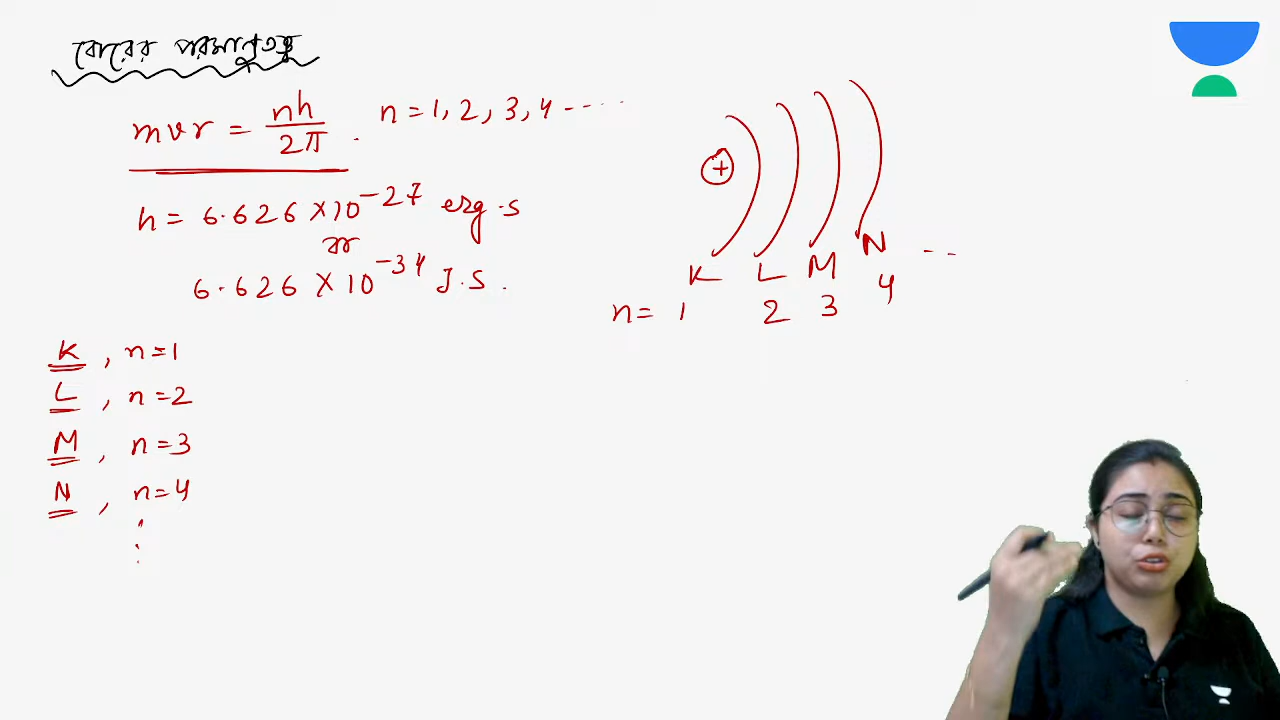 বোরের পরমাণুতত্ত্ব
mvr = nh/2π . n = 1, 2, 3, 4 ----
h = 6.626 × 10⁻²⁷ erg.s
বা
6.626 × 10⁻³⁴ J.S .
K L M N --
n = 1 2 3 4
K , n=1
L , n=2
M , n=3
N , n=4
+